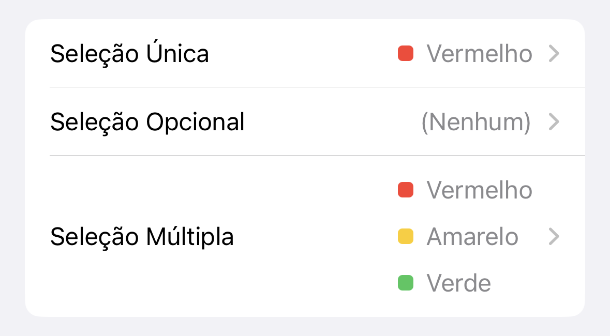 Seleção Única Vermelho
Seleção Opcional (Nenhum)
Vermelho
Seleção Múltipla Amarelo
Verde